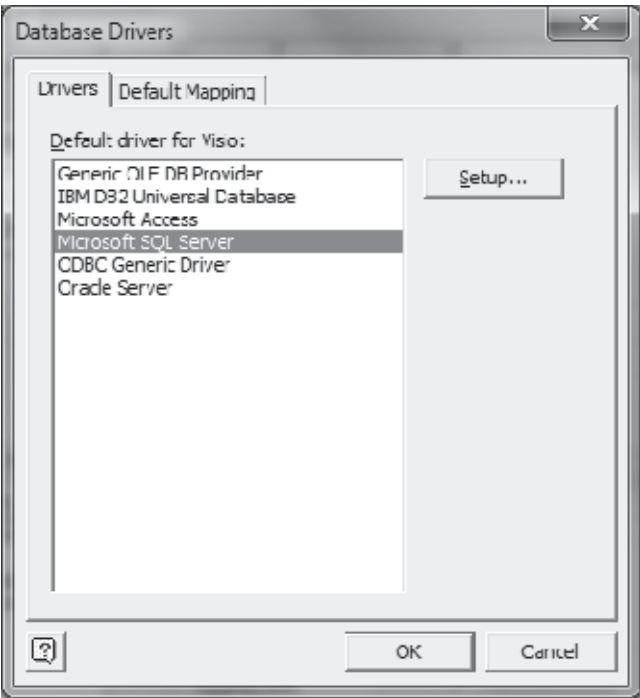 Database Drivers
Drivers
Default Mapping
Default driver for Visio:
Generic OLE DB Provider
IBM DB2 Universal Database
Microsoft Access
Microsoft SQL Server
ODBC Generic Driver
Oracle Server
Setup...
OK
Cancel